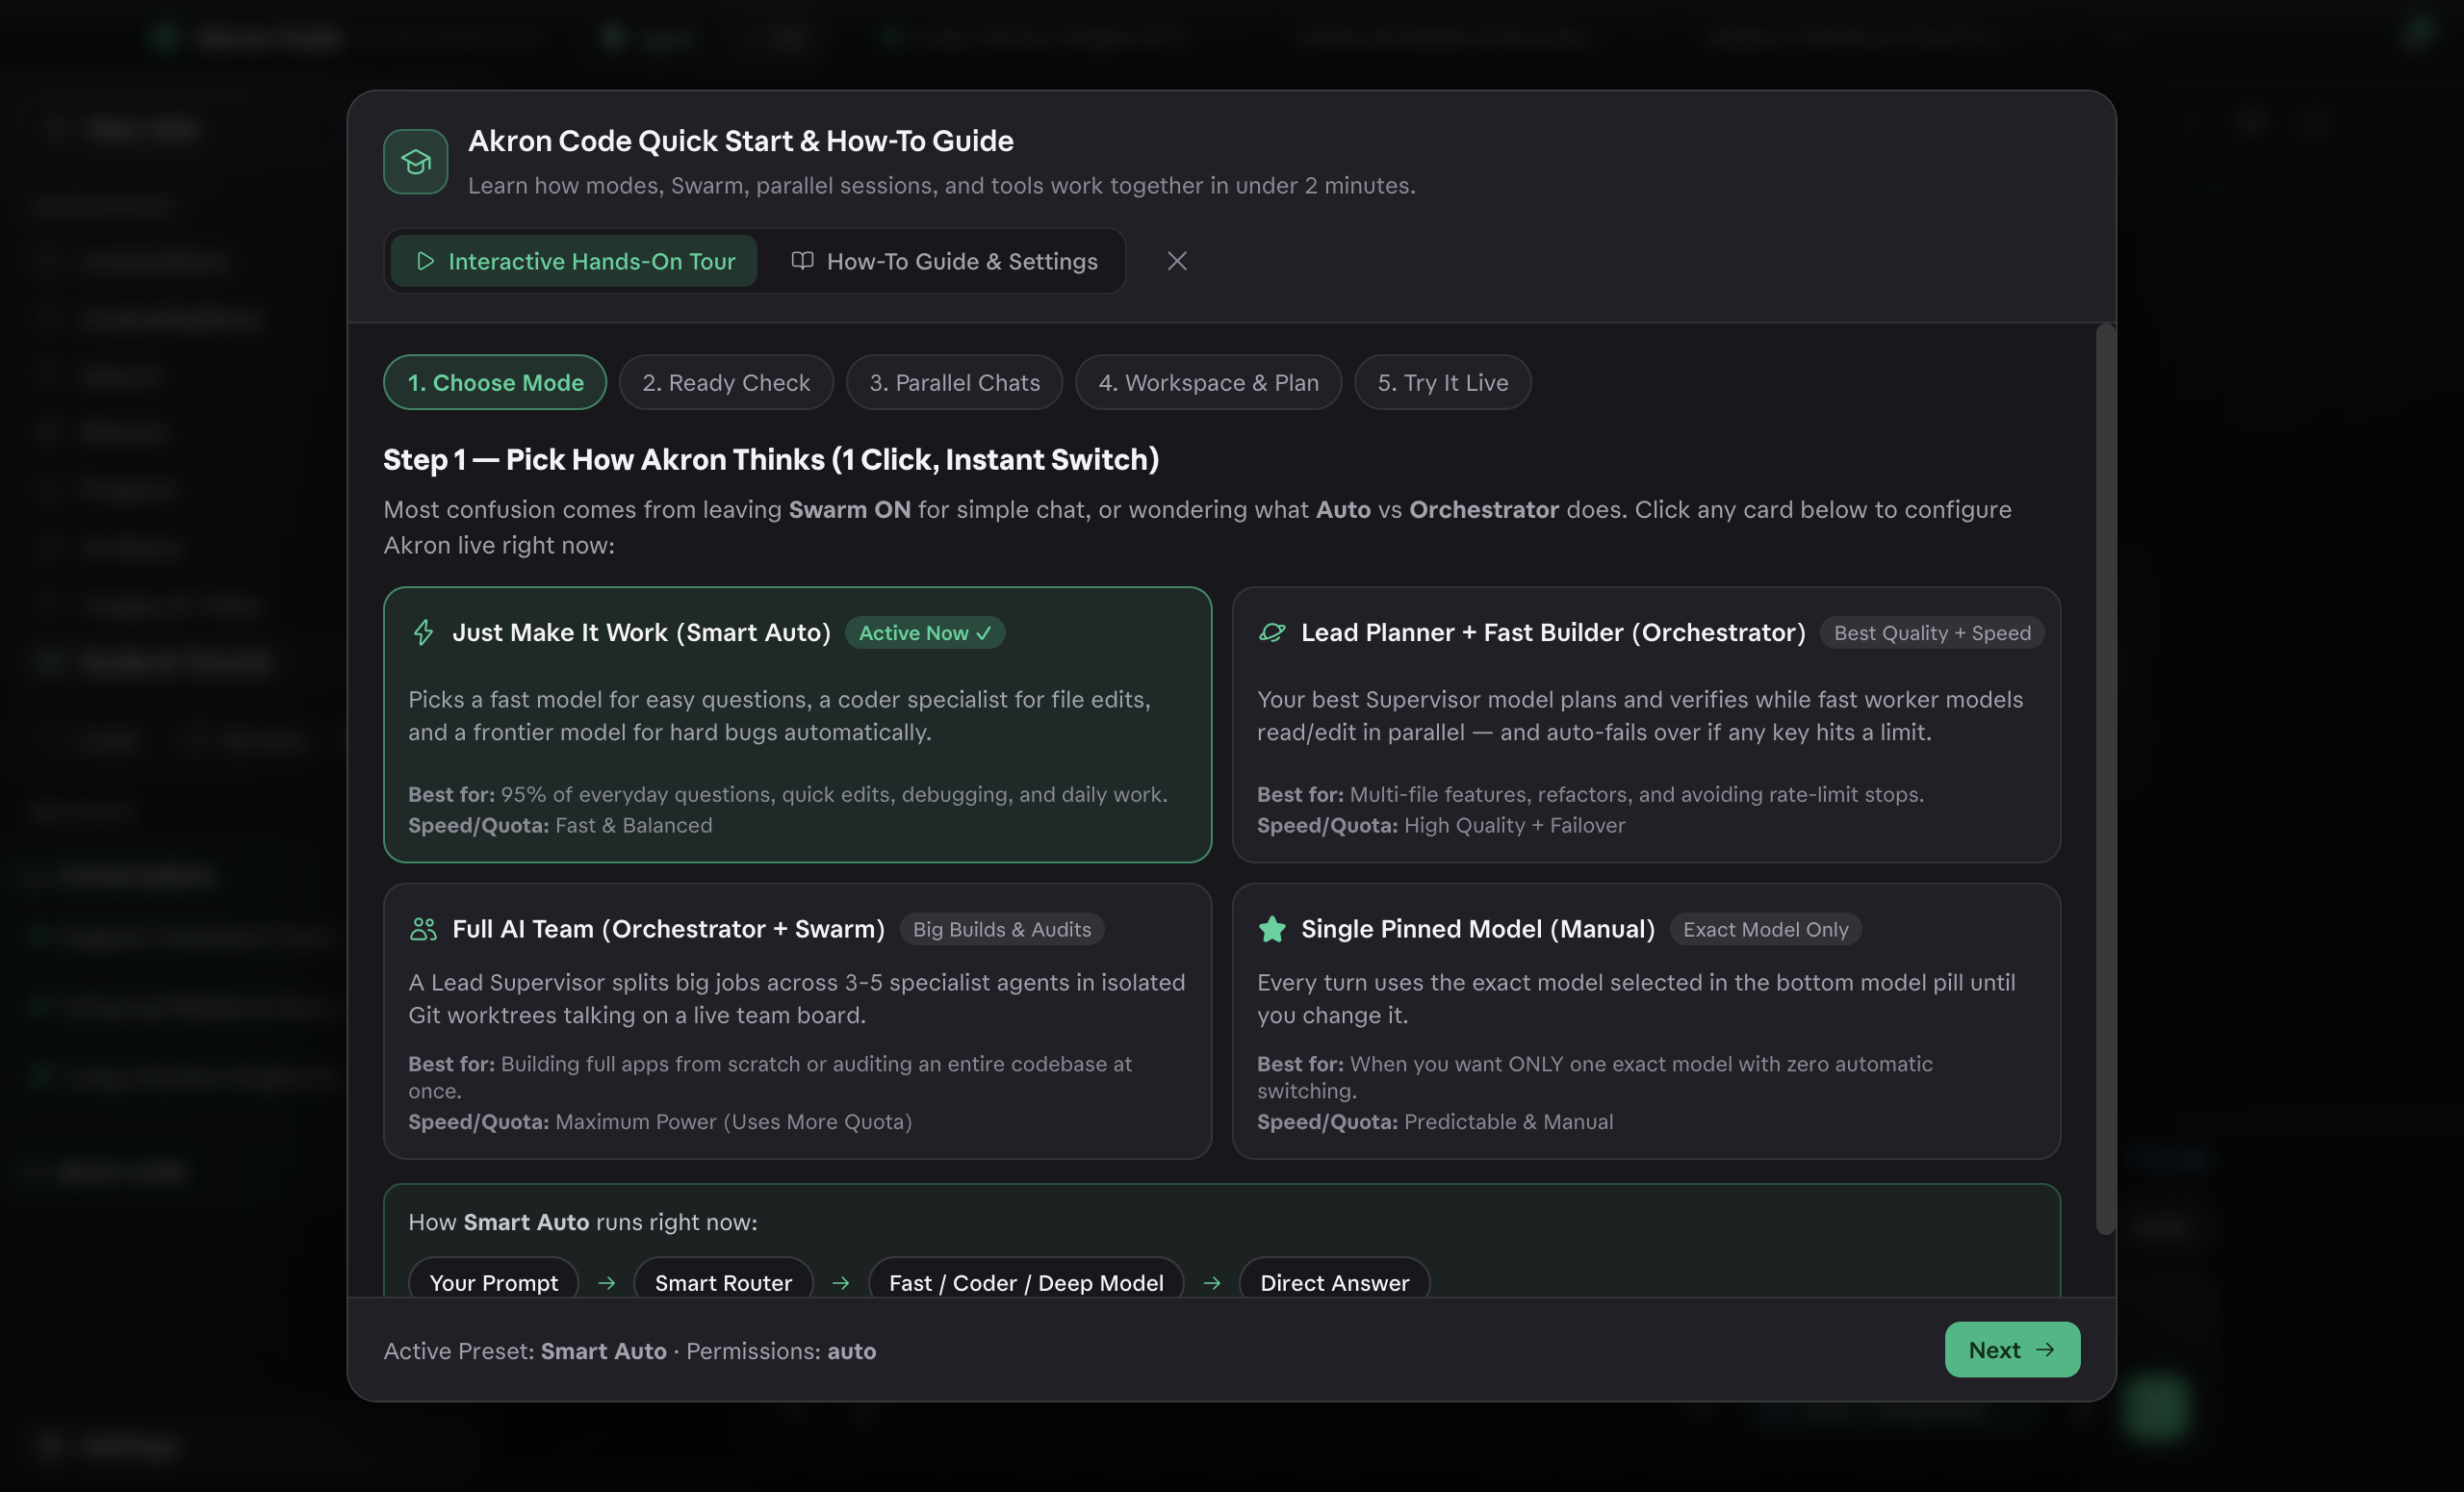 Akron Code Quick Start & How-To Guide
Learn how modes, Swarm, parallel sessions, and tools work together in under 2 minutes.
Interactive Hands-On Tour
How-To Guide & Settings
1. Choose Mode
2. Ready Check
3. Parallel Chats
4. Workspace & Plan
5. Try It Live
Step 1 — Pick How Akron Thinks (1 Click, Instant Switch)
Most confusion comes from leaving Swarm ON for simple chat, or wondering what Auto vs Orchestrator does. Click any card below to configure
Akron live right now:
Just Make It Work (Smart Auto)
Active Now ✓
Picks a fast model for easy questions, a coder specialist for file edits,
and a frontier model for hard bugs automatically.
Best for: 95% of everyday questions, quick edits, debugging, and daily work.
Speed/Quota: Fast & Balanced
Lead Planner + Fast Builder (Orchestrator)
Best Quality + Speed
Your best Supervisor model plans and verifies while fast worker models
read/edit in parallel — and auto-fails over if any key hits a limit.
Best for: Multi-file features, refactors, and avoiding rate-limit stops.
Speed/Quota: High Quality + Failover
Full AI Team (Orchestrator + Swarm)
Big Builds & Audits
A Lead Supervisor splits big jobs across 3–5 specialist agents in isolated
Git worktrees talking on a live team board.
Best for: Building full apps from scratch or auditing an entire codebase at
once.
Speed/Quota: Maximum Power (Uses More Quota)
Single Pinned Model (Manual)
Exact Model Only
Every turn uses the exact model selected in the bottom model pill until
you change it.
Best for: When you want ONLY one exact model with zero automatic
switching.
Speed/Quota: Predictable & Manual
How Smart Auto runs right now:
Your Prompt → Smart Router → Fast / Coder / Deep Model → Direct Answer
Active Preset: Smart Auto · Permissions: auto
Next →